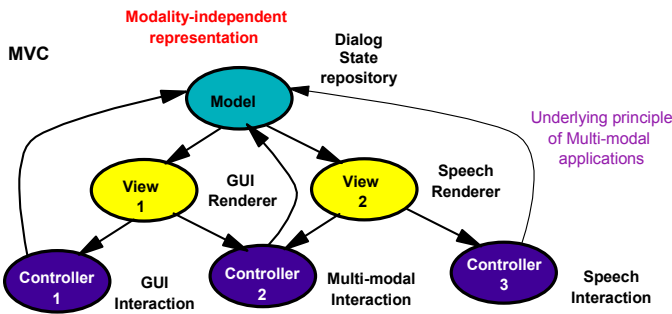 Modality-independent
representation
MVC
Dialog
State
repository
Model
Underlying principle
of Multi-modal
applications
View
1
GUI
Renderer
View
2
Speech
Renderer
Controller
1
GUI
Interaction
Controller
2
Multi-modal
Interaction
Controller
3
Speech
Interaction